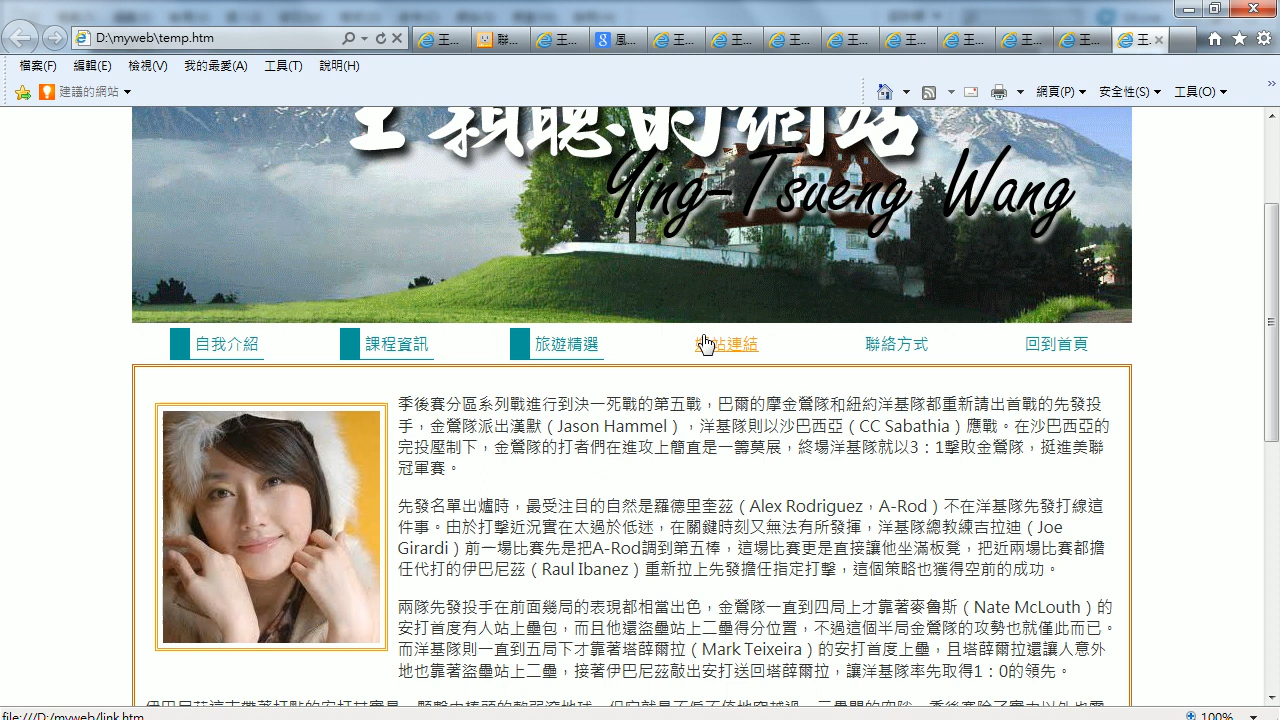 D:\myweb\temp.htm
王...
聯...
王...
風...
王...
王...
王...
王...
王...
王...
王...
王...
王
檔案(F) 編輯(E) 檢視(V) 我的最愛(A) 工具(T) 說明(H)
建議的網站
網頁(P) 安全性(S) 工具(O)
王穎聰的網站
Ying-Tsueng Wang
自我介紹 課程資訊 旅遊精選 網站連結 聯絡方式 回到首頁
季後賽分區系列戰進行到決一死戰的第五戰，巴爾的摩金鶯隊和紐約洋基隊都重新請出首戰的先發投
手，金鶯隊派出漢默（Jason Hammel），洋基隊則以沙巴西亞（CC Sabathia）應戰。在沙巴西亞的
完投壓制下，金鶯隊的打者們在進攻上簡直是一籌莫展，終場洋基隊就以3：1擊敗金鶯隊，挺進美聯
冠軍賽。
先發名單出爐時，最受注目的自然是羅德里奎茲（Alex Rodriguez，A-Rod）不在洋基隊先發打線這
件事。由於打擊近況實在太過於低迷，在關鍵時刻又無法有所發揮，洋基隊總教練吉拉迪（Joe
Girardi）前一場比賽先是把A-Rod調到第五棒，這場比賽更是直接讓他坐滿板凳，把近兩場比賽都擔
任代打的伊巴尼茲（Raul Ibanez）重新拉上先發擔任指定打擊，這個策略也獲得空前的成功。
兩隊先發投手在前面幾局的表現都相當出色，金鶯隊一直到四局上才靠著麥魯斯（Nate McLouth）的
安打首度有人站上壘包，而且他還盜壘站上二壘得分位置，不過這個半局金鶯隊的攻勢也就僅此而已。
而洋基隊則一直到五局下才靠著塔薛爾拉（Mark Teixeira）的安打首度上壘，且塔薛爾拉還讓人意外
地也靠著盜壘站上二壘，接著伊巴尼茲敲出安打送回塔薛爾拉，讓洋基隊率先取得1：0的領先。
file:///D:/myweb/link.htm
100%